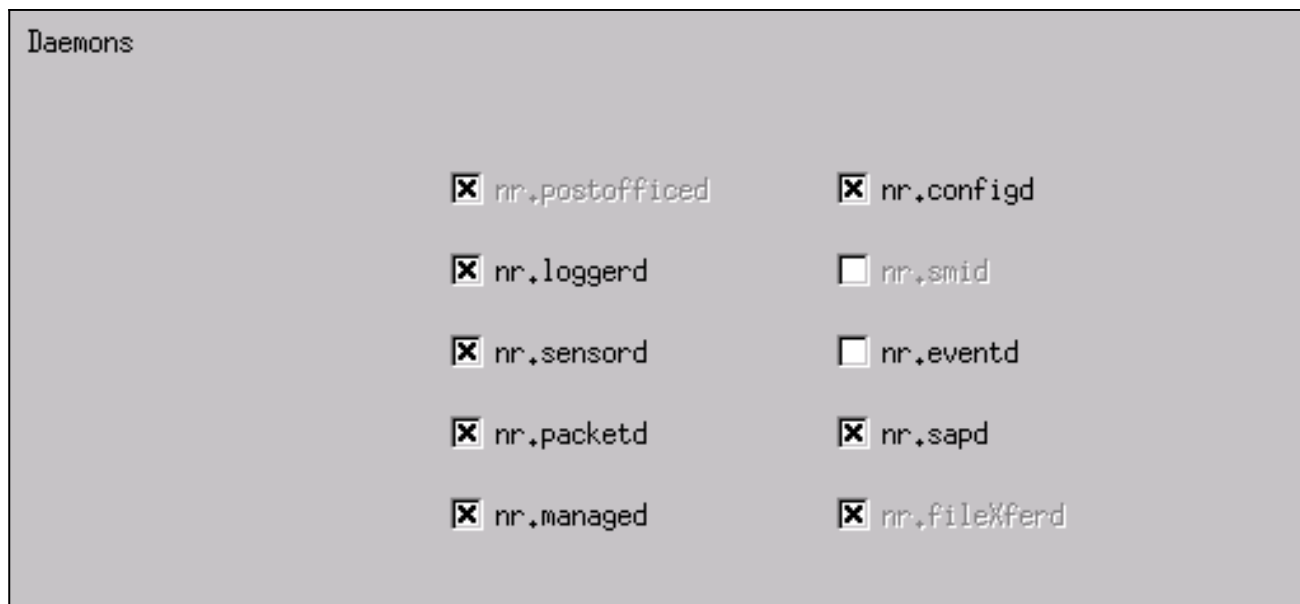 Daemons
nr.postofficed nr.configd
nr.loggerd nr.smid
nr.sensord nr.eventd
nr.packetd nr.sapd
nr.managed nr.fileXferd